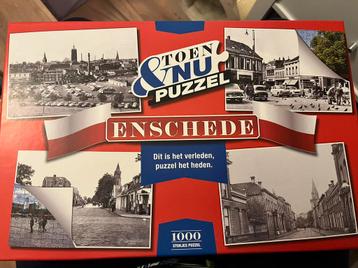 TOEN
& NU
PUZZEL
ENSCHEDE
Dit is het verleden,
puzzel het heden.
1000
STUKJES PUZZEL